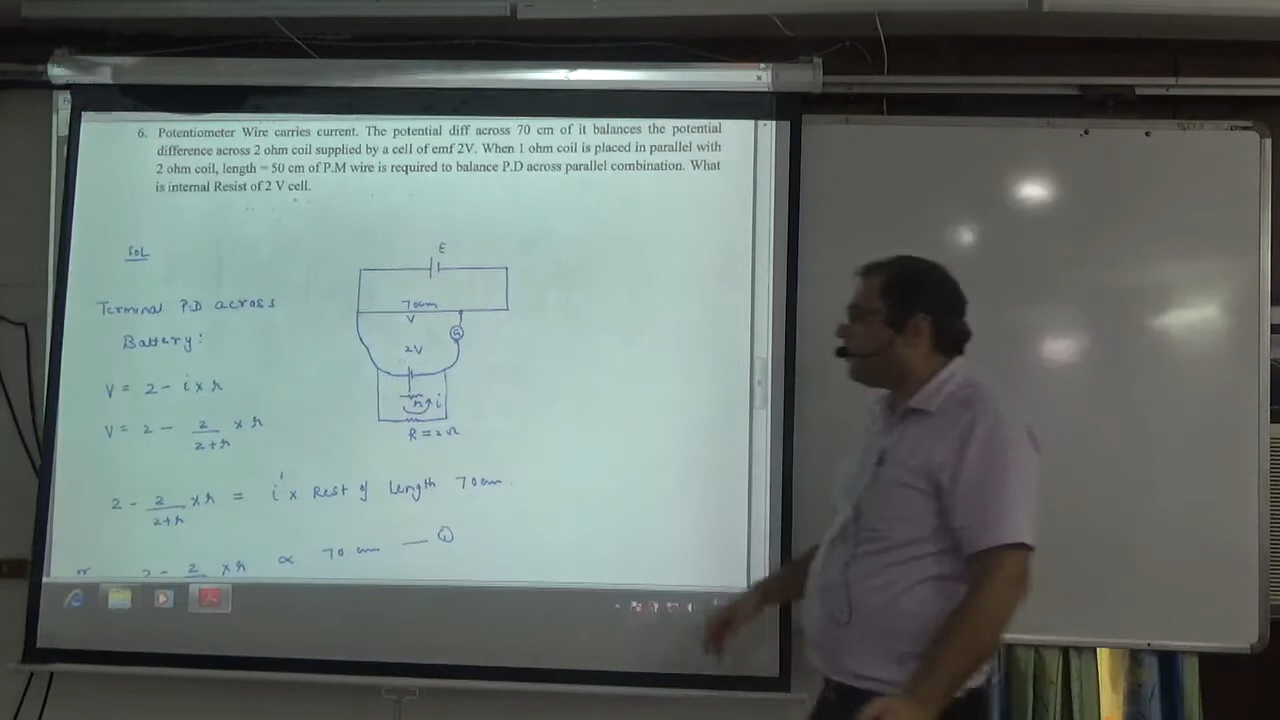 6. Potentiometer Wire carries current. The potential diff across 70 cm of it balances the potential
difference across 2 ohm coil supplied by a cell of emf 2V. When 1 ohm coil is placed in parallel with
2 ohm coil, length = 50 cm of P.M wire is required to balance P.D across parallel combination. What
is internal Resist of 2 V cell.
SOL
E
Terminal P.D across
70cm
V
Battery:
G
2V
V = 2 - i x r
r i
V = 2 - 2/(2+r) x r
R = 2Ω
2 - 2/(2+r) x r = i' x Rest of Length 70cm.
or 2 - 2 x r ∝ 70 cm — ①